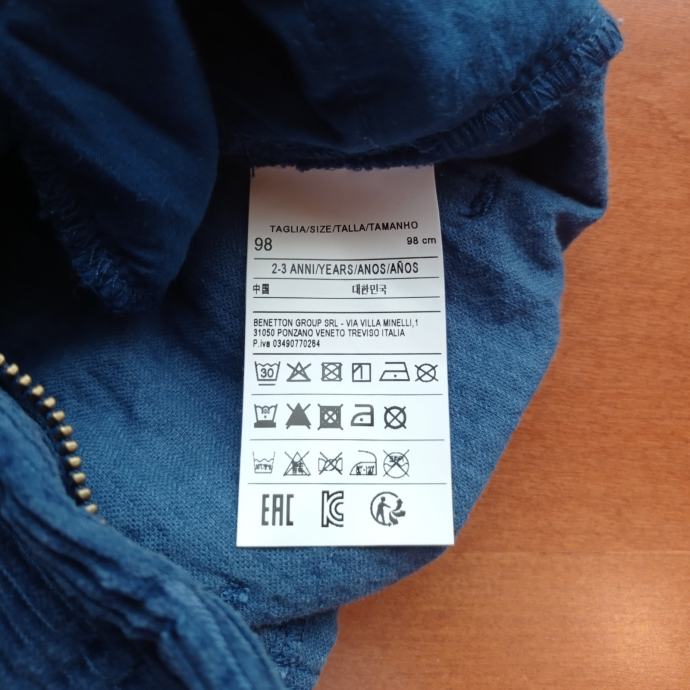 TAGLIA/SIZE/TALLA/TAMANHO
98 98 cm
2-3 ANNI/YEARS/ANOS/AÑOS
中国 대한민국
BENETTON GROUP SRL - VIA VILLA MINELLI,1
31050 PONZANO VENETO TREVISO ITALIA
P.iva 03490770264
30
EAC